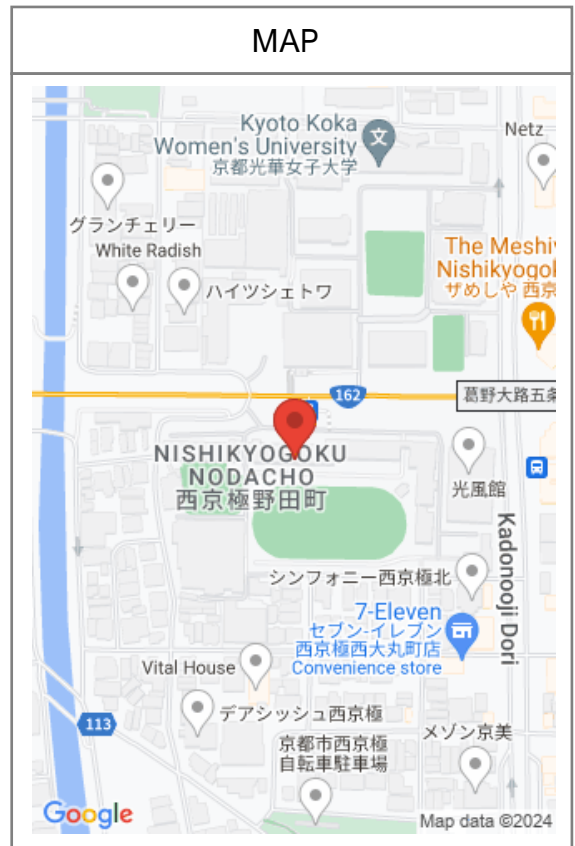 MAP
Kyoto Koka
Women's University
京都光華女子大学
文
Netz
グランチェリー
White Radish
ハイツシェトワ
The Meshiy
Nishikyogok
ザめしや 西京
162
葛野大路五条
NISHIKYOGOKU
NODACHO
西京極野田町
光風館
Kadonooji Dori
シンフォニー西京極北
7-Eleven
セブン-イレブン
西京極西大丸町店
Convenience store
Vital House
デアシッシュ西京極
113
メゾン京美
京都市西京極
自転車駐車場
Google
Map data ©2024